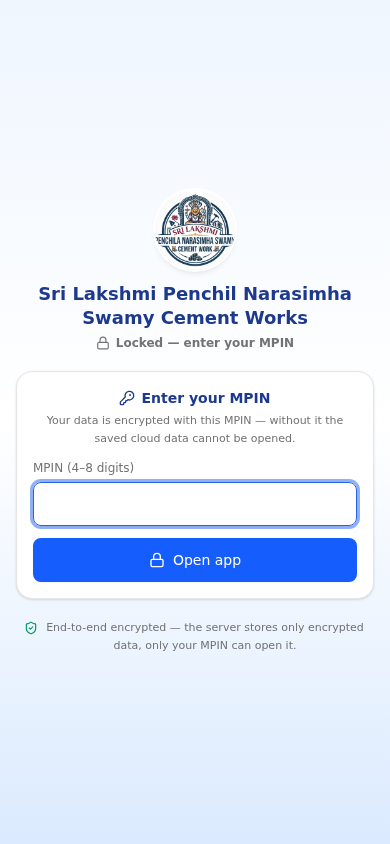 SRI LAKSHMI
PENCHILA NARASIMHA SWAMY
CEMENT WORK
Sri Lakshmi Penchil Narasimha
Swamy Cement Works
Locked — enter your MPIN
Enter your MPIN
Your data is encrypted with this MPIN — without it the
saved cloud data cannot be opened.
MPIN (4–8 digits)
Open app
End-to-end encrypted — the server stores only encrypted
data, only your MPIN can open it.